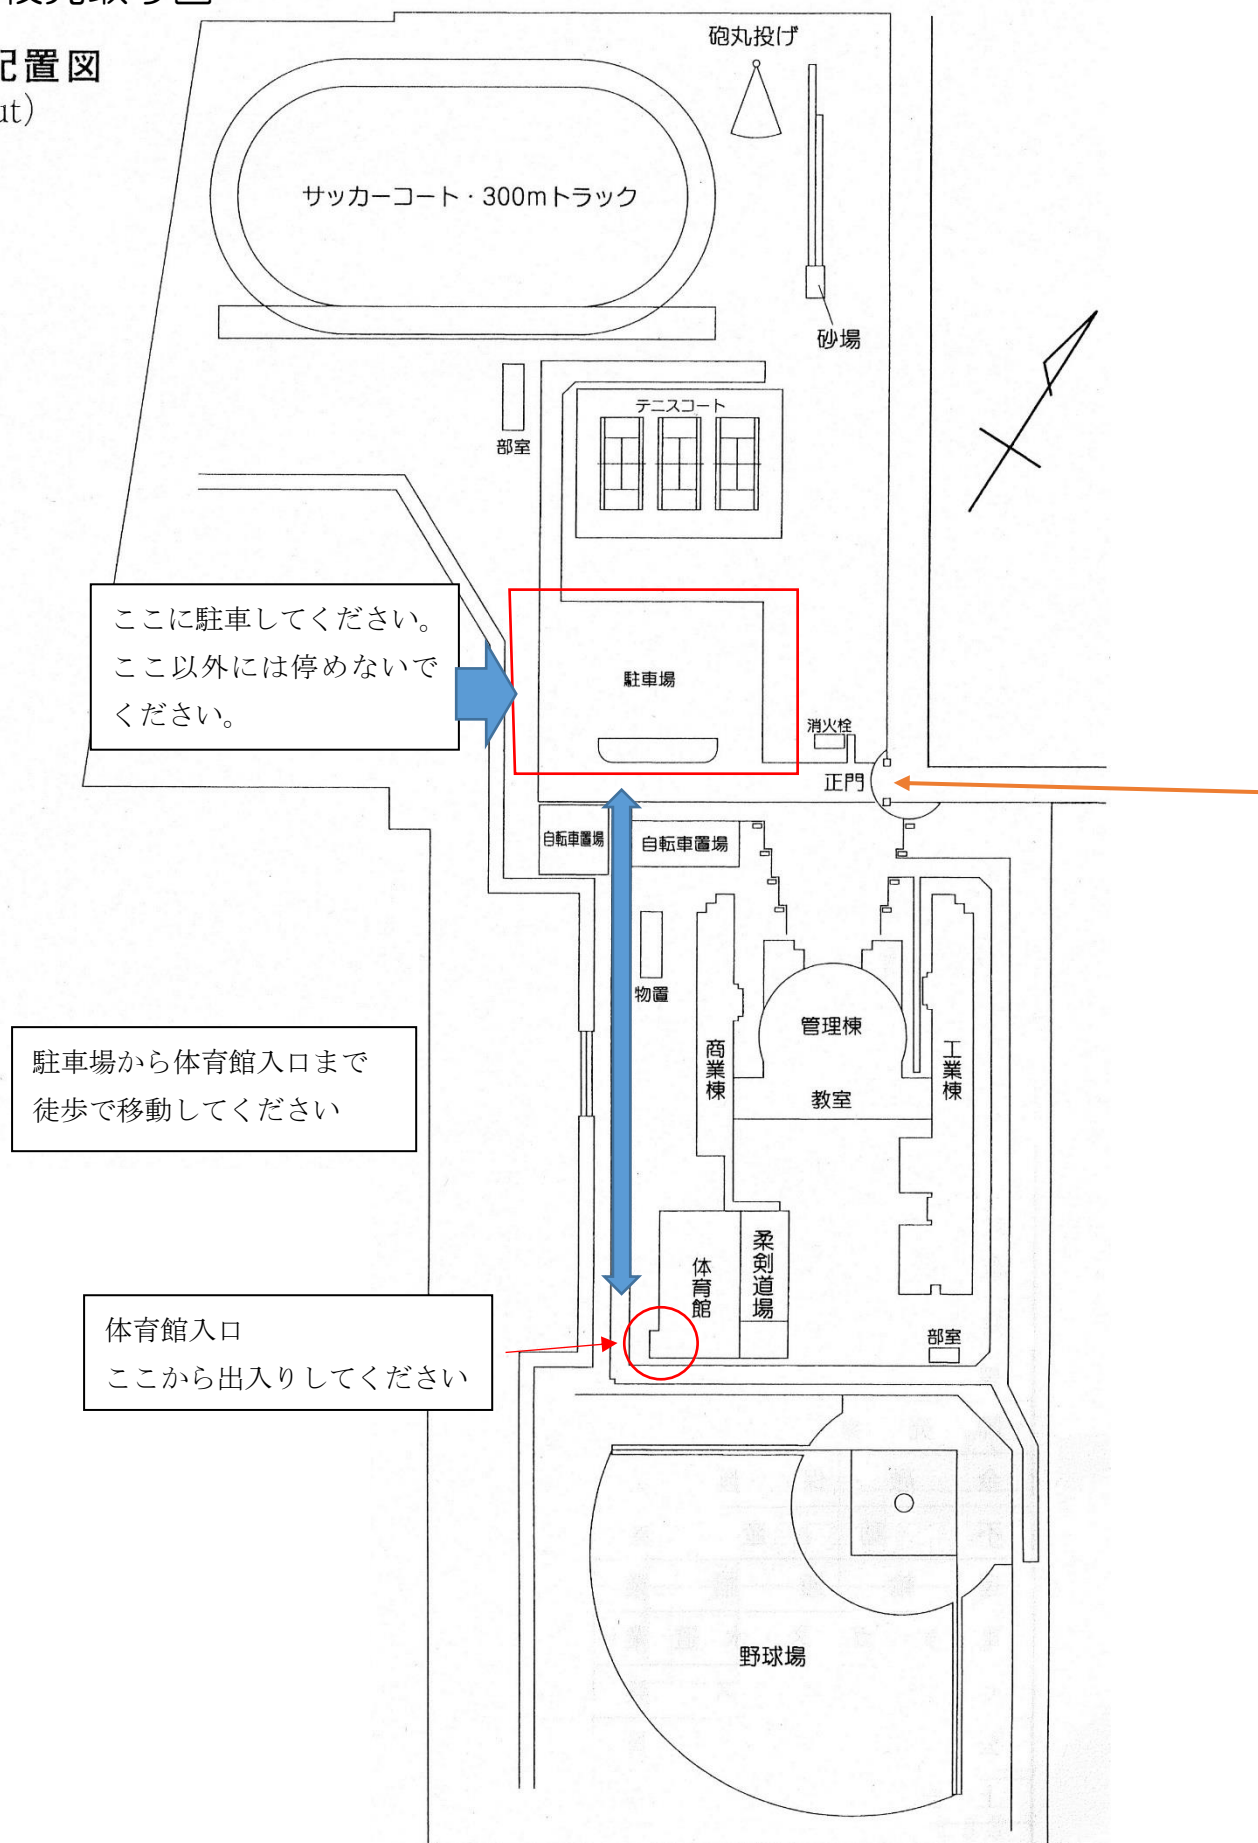 配置図
砲丸投げ
サッカーコート・300mトラック
砂場
テニスコート
部室
ここに駐車してください。
ここ以外には停めないで
ください。
駐車場
消火栓
正門
自転車置場
自転車置場
物置
管理棟
商業棟
工業棟
教室
駐車場から体育館入口まで
徒歩で移動してください
柔剣道場
体育館
体育館入口
ここから出入りしてください
部室
野球場